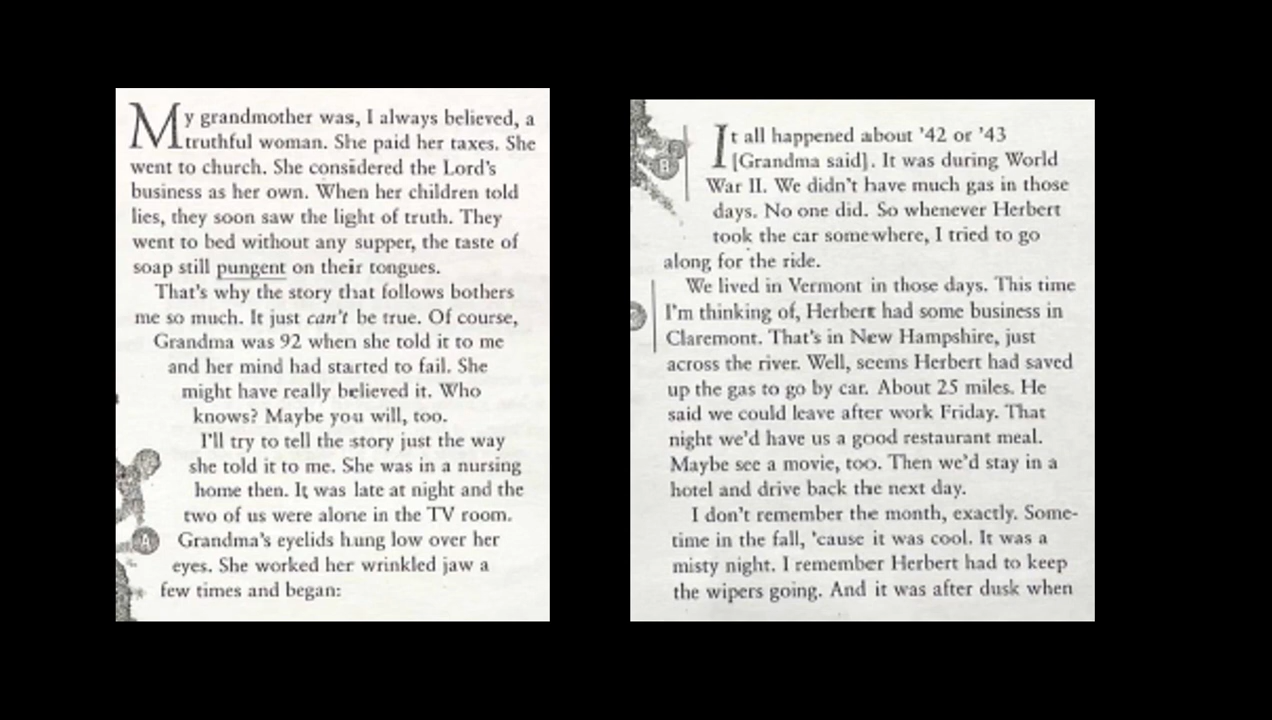 My grandmother was, I always believed, a
truthful woman. She paid her taxes. She
went to church. She considered the Lord's
business as her own. When her children told
lies, they soon saw the light of truth. They
went to bed without any supper, the taste of
soap still pungent on their tongues.
That's why the story that follows bothers
me so much. It just can't be true. Of course,
Grandma was 92 when she told it to me
and her mind had started to fail. She
might have really believed it. Who
knows? Maybe you will, too.
I'll try to tell the story just the way
she told it to me. She was in a nursing
home then. It was late at night and the
two of us were alone in the TV room.
A Grandma's eyelids hung low over her
eyes. She worked her wrinkled jaw a
few times and began:
It all happened about '42 or '43
B [Grandma said]. It was during World
War II. We didn't have much gas in those
days. No one did. So whenever Herbert
took the car somewhere, I tried to go
along for the ride.
We lived in Vermont in those days. This time
I'm thinking of, Herbert had some business in
Claremont. That's in New Hampshire, just
across the river. Well, seems Herbert had saved
up the gas to go by car. About 25 miles. He
said we could leave after work Friday. That
night we'd have us a good restaurant meal.
Maybe see a movie, too. Then we'd stay in a
hotel and drive back the next day.
I don't remember the month, exactly. Some-
time in the fall, 'cause it was cool. It was a
misty night. I remember Herbert had to keep
the wipers going. And it was after dusk when